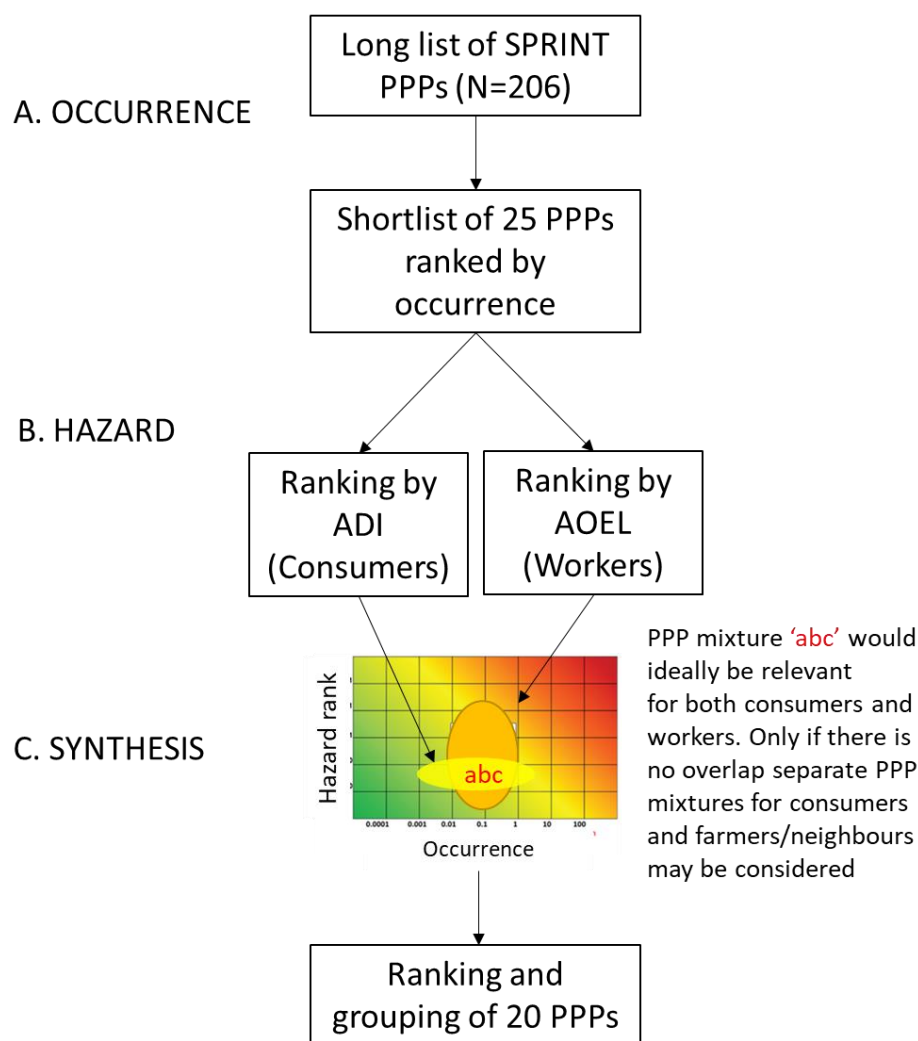 Long list of SPRINT
PPPs (N=206)
A. OCCURRENCE
Shortlist of 25 PPPs
ranked by
occurrence
B. HAZARD
Ranking by
ADI
(Consumers)
Ranking by
AOEL
(Workers)
C. SYNTHESIS
Hazard rank
abc
0.0001 0.001 0.01 0.1 1 10 100
Occurrence
PPP mixture ‘abc’ would
ideally be relevant
for both consumers and
workers. Only if there is
no overlap separate PPP
mixtures for consumers
and farmers/neighbours
may be considered
Ranking and
grouping of 20 PPPs